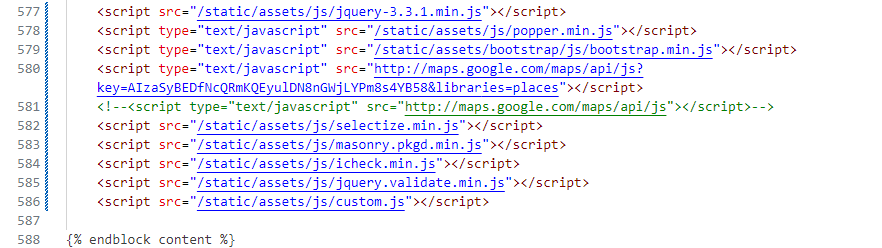 577 <script src="/static/assets/js/jquery-3.3.1.min.js"></script>
578 <script type="text/javascript" src="/static/assets/js/popper.min.js"></script>
579 <script type="text/javascript" src="/static/assets/bootstrap/js/bootstrap.min.js"></script>
580 <script type="text/javascript" src="http://maps.google.com/maps/api/js?
key=AIzaSyBEDfNcQRmKQEyulDN8nGWjLYPm8s4YB58&libraries=places"></script>
581 <!--<script type="text/javascript" src="http://maps.google.com/maps/api/js"></script>-->
582 <script src="/static/assets/js/selectize.min.js"></script>
583 <script src="/static/assets/js/masonry.pkgd.min.js"></script>
584 <script src="/static/assets/js/icheck.min.js"></script>
585 <script src="/static/assets/js/jquery.validate.min.js"></script>
586 <script src="/static/assets/js/custom.js"></script>
587
588 {% endblock content %}